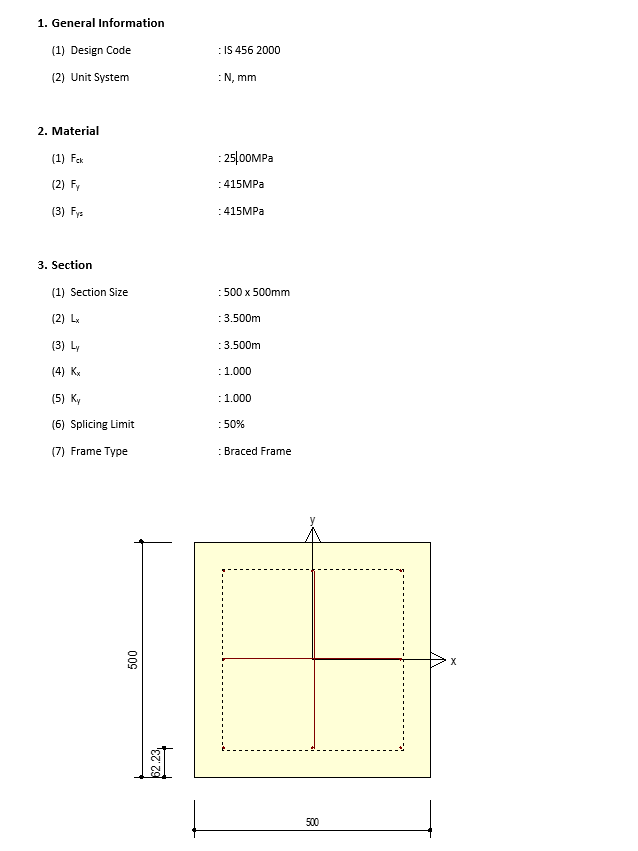 1. General Information
(1) Design Code : IS 456 2000
(2) Unit System : N, mm
2. Material
(1) Fck : 25.00MPa
(2) Fy : 415MPa
(3) Fys : 415MPa
3. Section
(1) Section Size : 500 x 500mm
(2) Lx : 3.500m
(3) Ly : 3.500m
(4) Kx : 1.000
(5) Ky : 1.000
(6) Splicing Limit : 50%
(7) Frame Type : Braced Frame
y
x
500
62.23
500